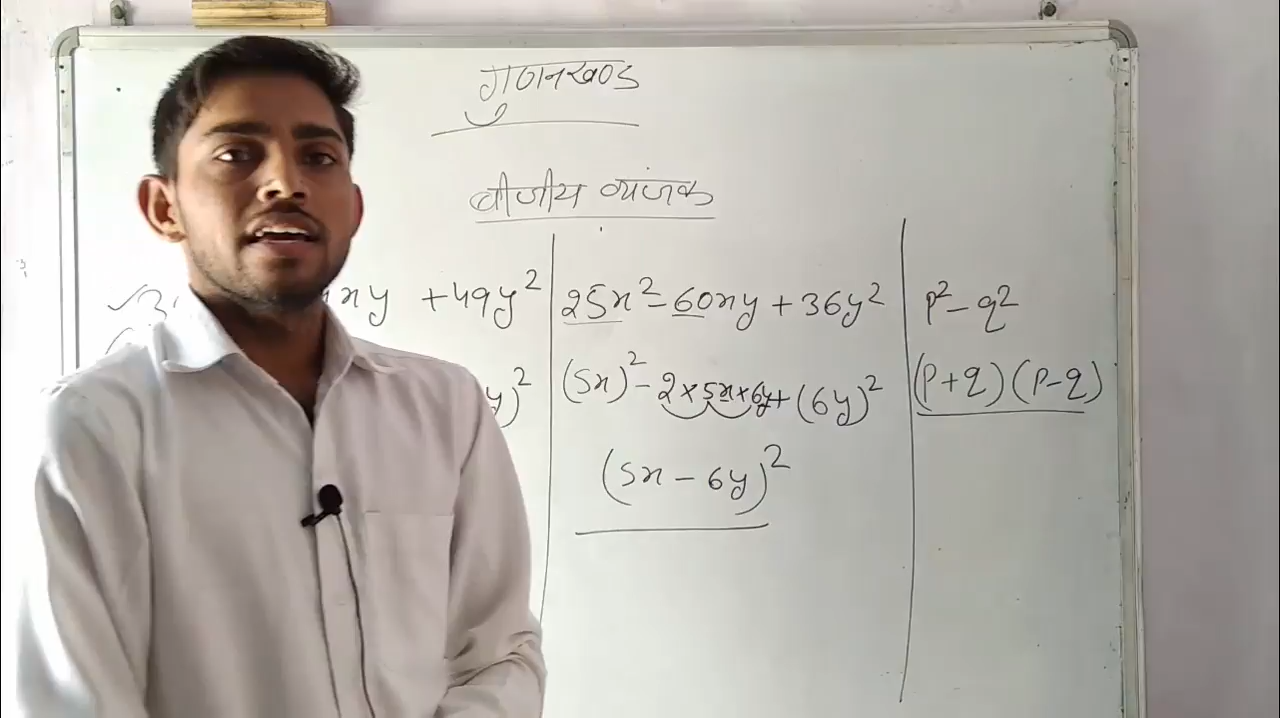 गुणनखण्ड
बीजीय व्यंजक
xy + 49y²
y)²
25x² - 60xy + 36y²
(5x)² - 2 × 5x × 6y + (6y)²
(5x - 6y)²
p² - q²
(p + q) (p - q)